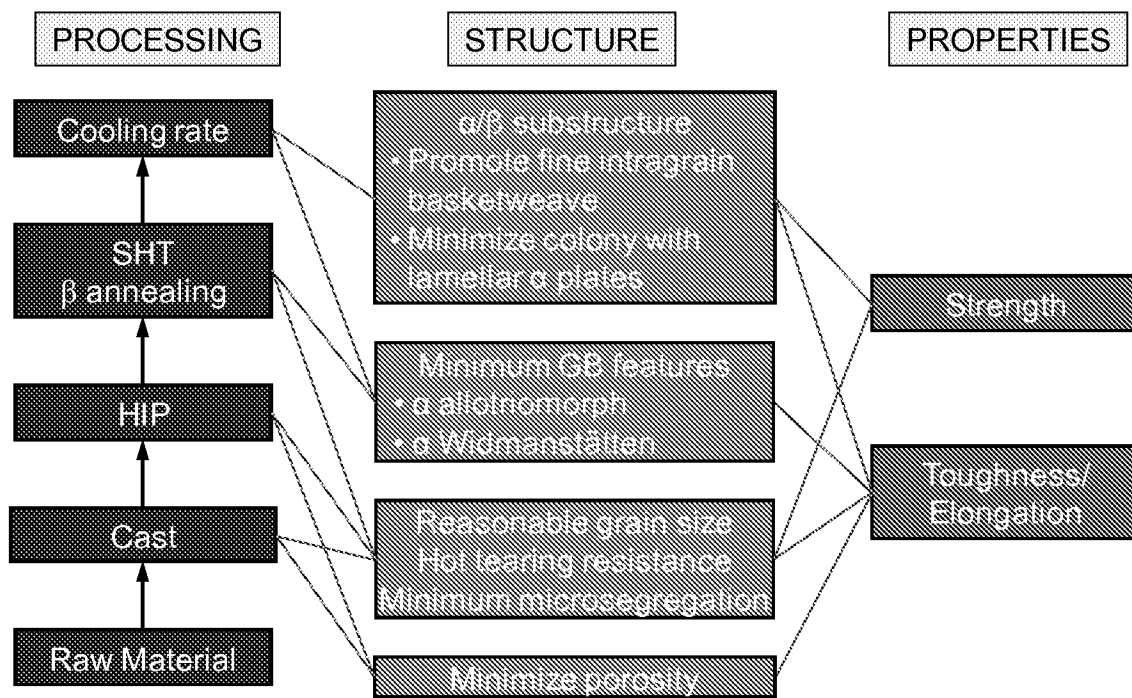 PROCESSING
STRUCTURE
PROPERTIES
Cooling rate
SHT
β annealing
HIP
Cast
Raw Material
α/β substructure
• Promote fine intragrain
basketweave
• Minimize colony with
lamellar α plates
Minimum GB features
• α allotriomorph
• α Widmanstätten
Reasonable grain size
Hot tearing resistance
Minimum microsegregation
Minimize porosity
Strength
Toughness/
Elongation